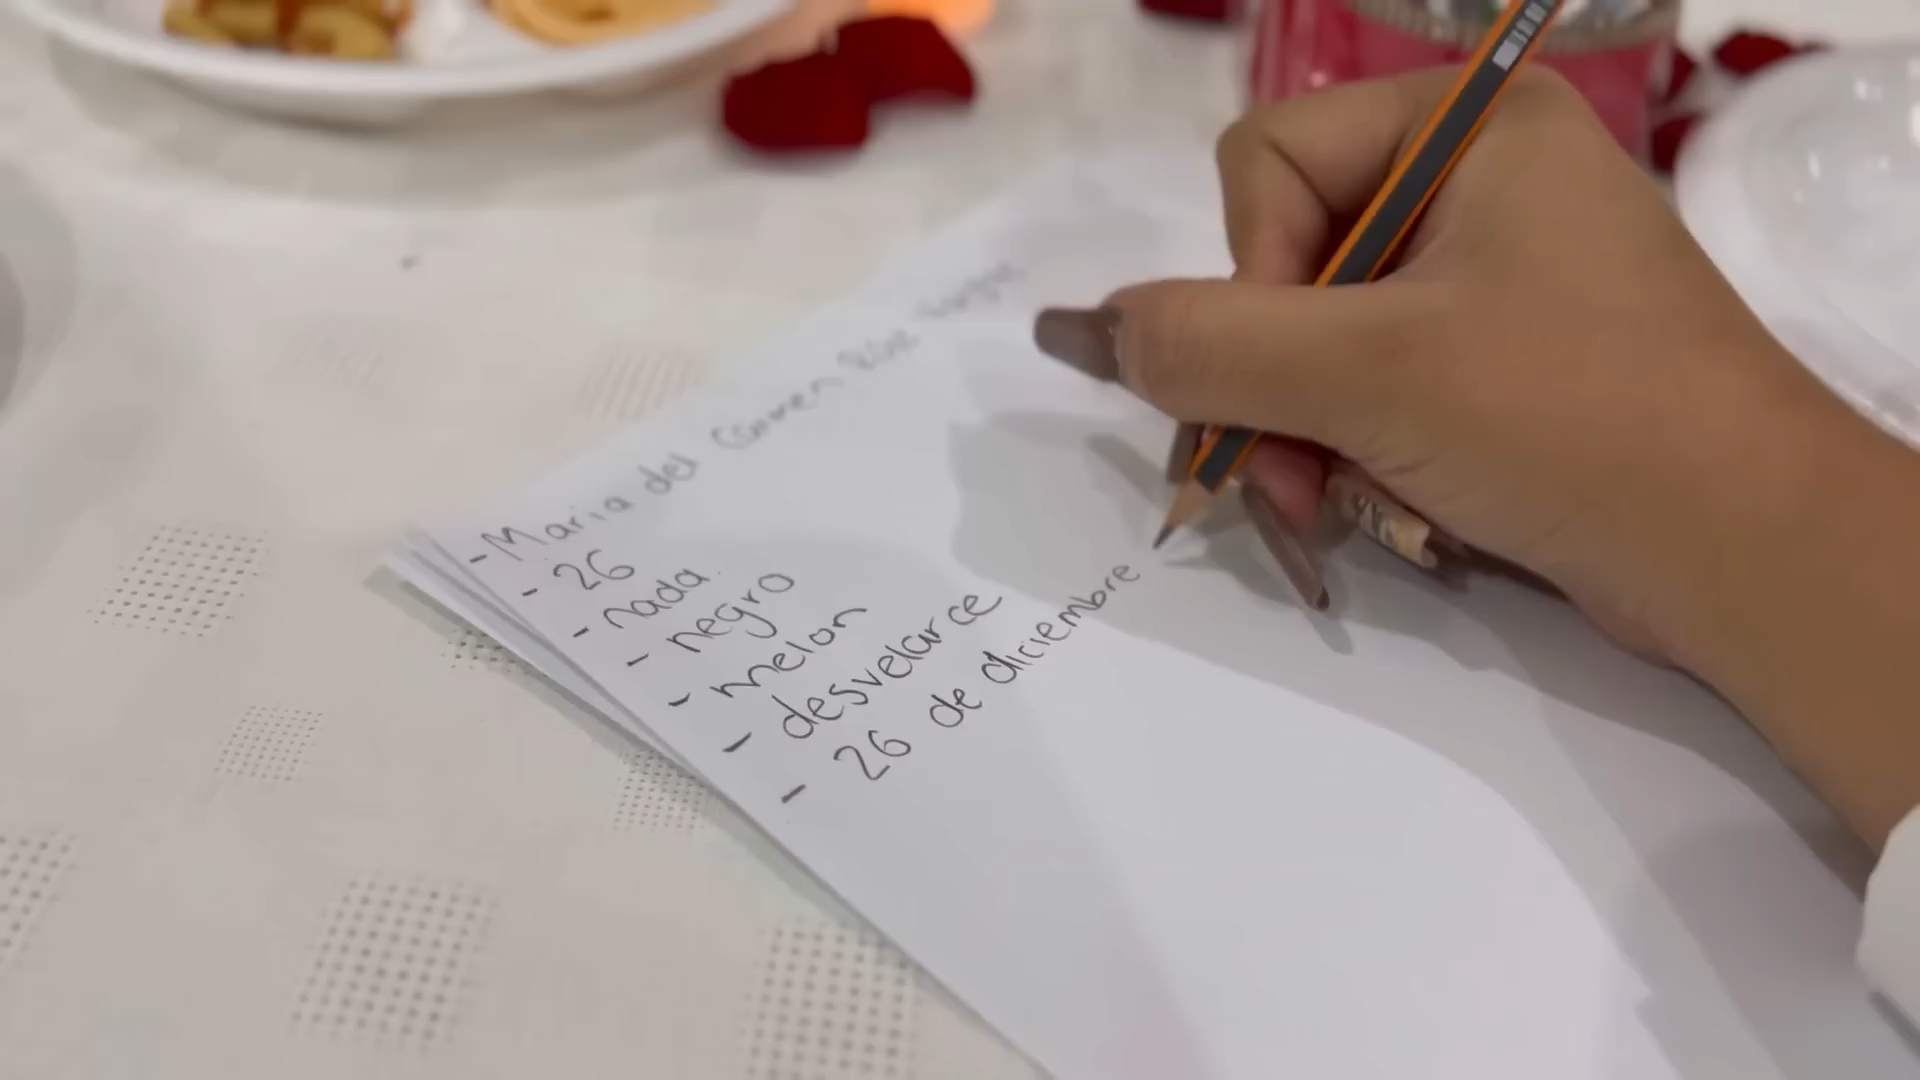 - Maria del Carmen
- 26
- nada.
- negro
- melon
- desvelarce
- 26 de diciembre